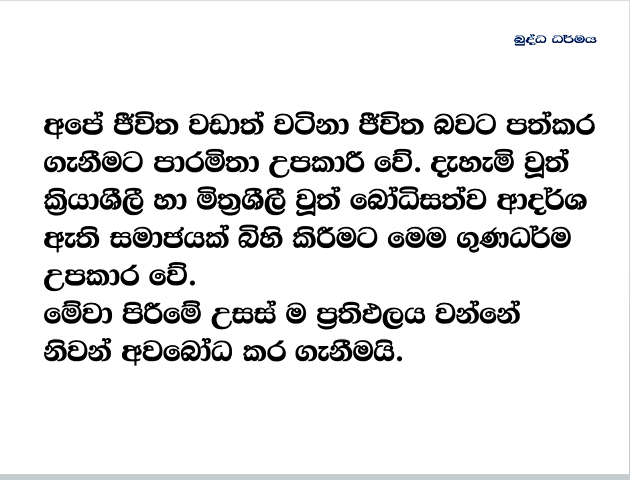 බුද්ධ ධර්මය
අපේ ජීවිත වඩාත් වටිනා ජීවිත බවට පත්කර
ගැනීමට පාරමිතා උපකාරී වේ. දැහැමි වූත්
ක්‍රියාශීලී හා මිත්‍රශීලී වූත් බෝධිසත්ව ආදර්ශ
ඇති සමාජයක් බිහි කිරීමට මෙම ගුණධර්ම
උපකාර වේ.
මේවා පිරීමේ උසස් ම ප්‍රතිඵලය වන්නේ
නිවන් අවබෝධ කර ගැනීමයි.